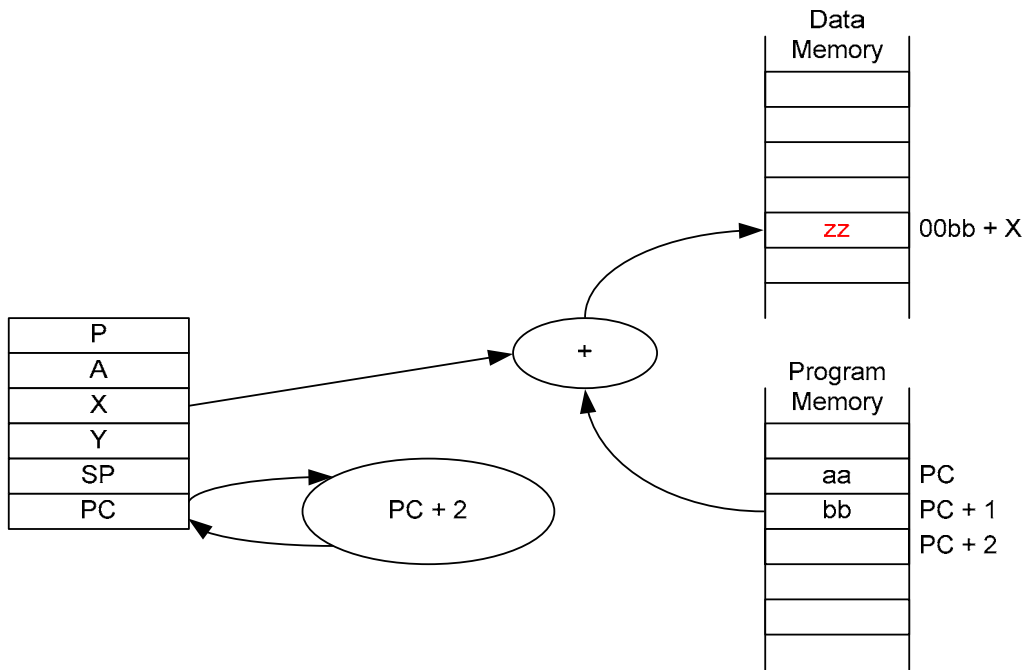 Data
Memory
zz
00bb + X
P
A
X
Y
SP
PC
+
PC + 2
Program
Memory
aa
PC
bb
PC + 1
PC + 2